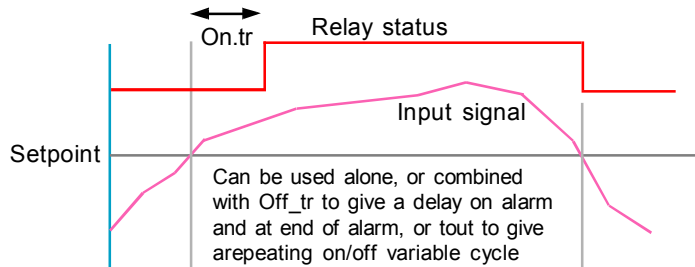 On.tr
Relay status
Input signal
Setpoint
Can be used alone, or combined
with Off_tr to give a delay on alarm
and at end of alarm, or tout to give
arepeating on/off variable cycle